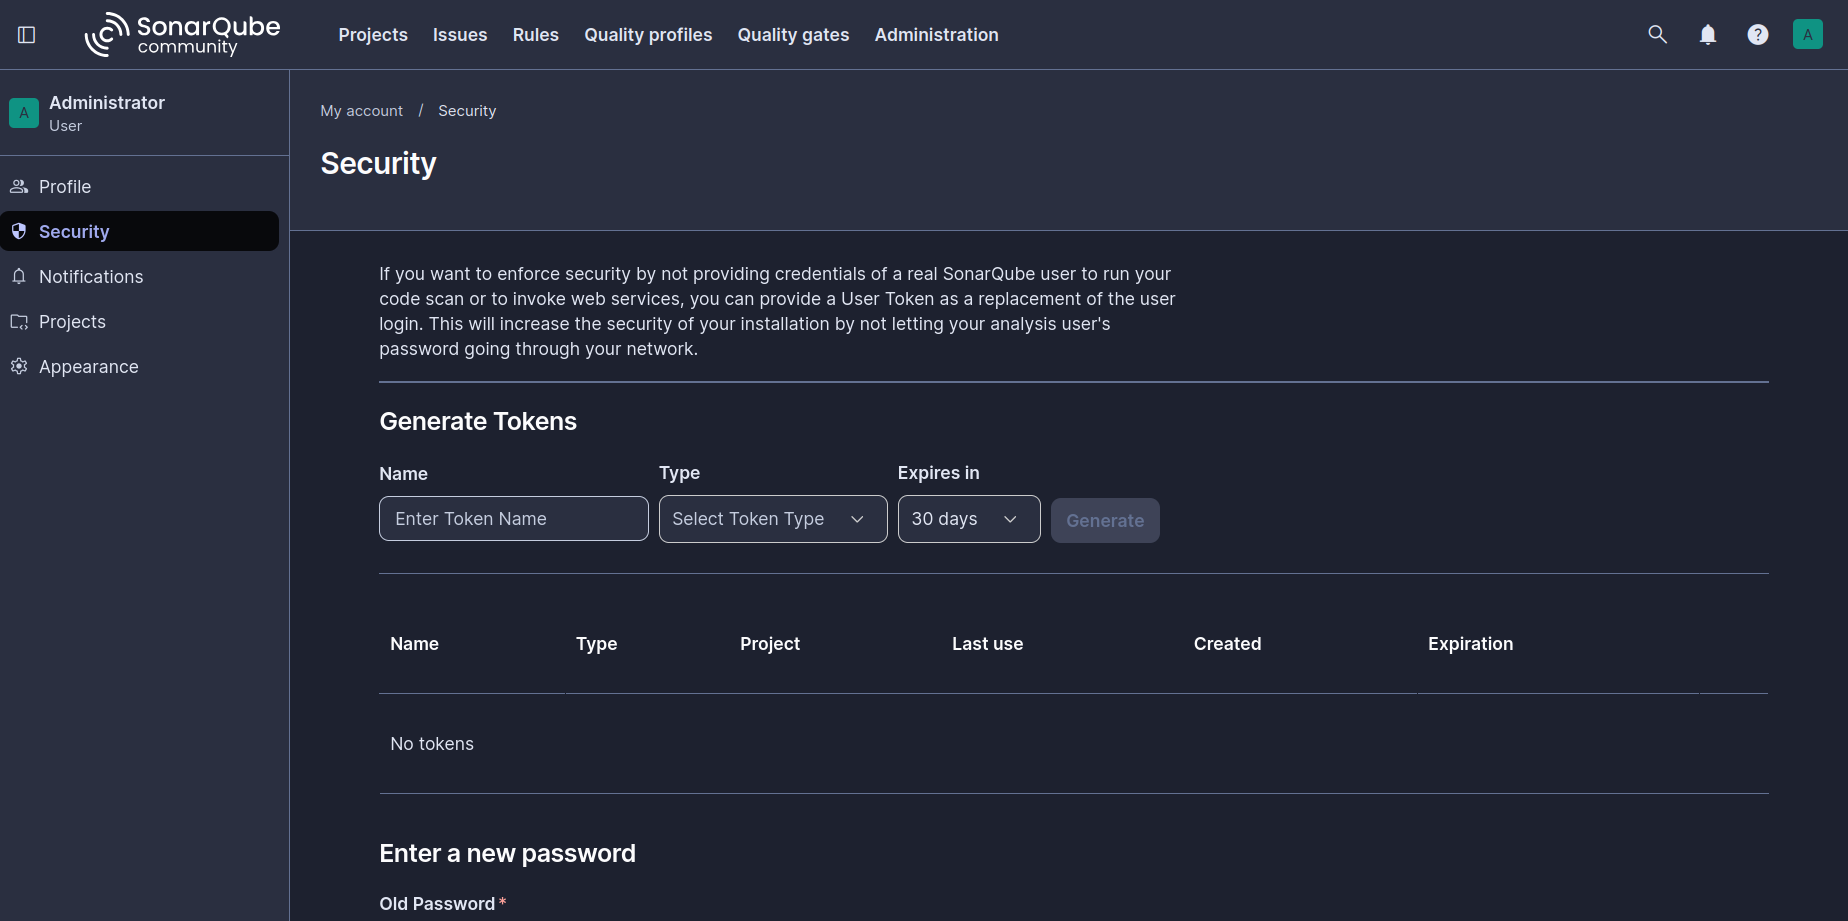 SonarQube
community
Projects Issues Rules Quality profiles Quality gates Administration
? A
A Administrator
User
Profile
Security
Notifications
Projects
Appearance
My account / Security
Security
If you want to enforce security by not providing credentials of a real SonarQube user to run your
code scan or to invoke web services, you can provide a User Token as a replacement of the user
login. This will increase the security of your installation by not letting your analysis user's
password going through your network.
Generate Tokens
Name Type Expires in
Enter Token Name Select Token Type 30 days Generate
Name Type Project Last use Created Expiration
No tokens
Enter a new password
Old Password *